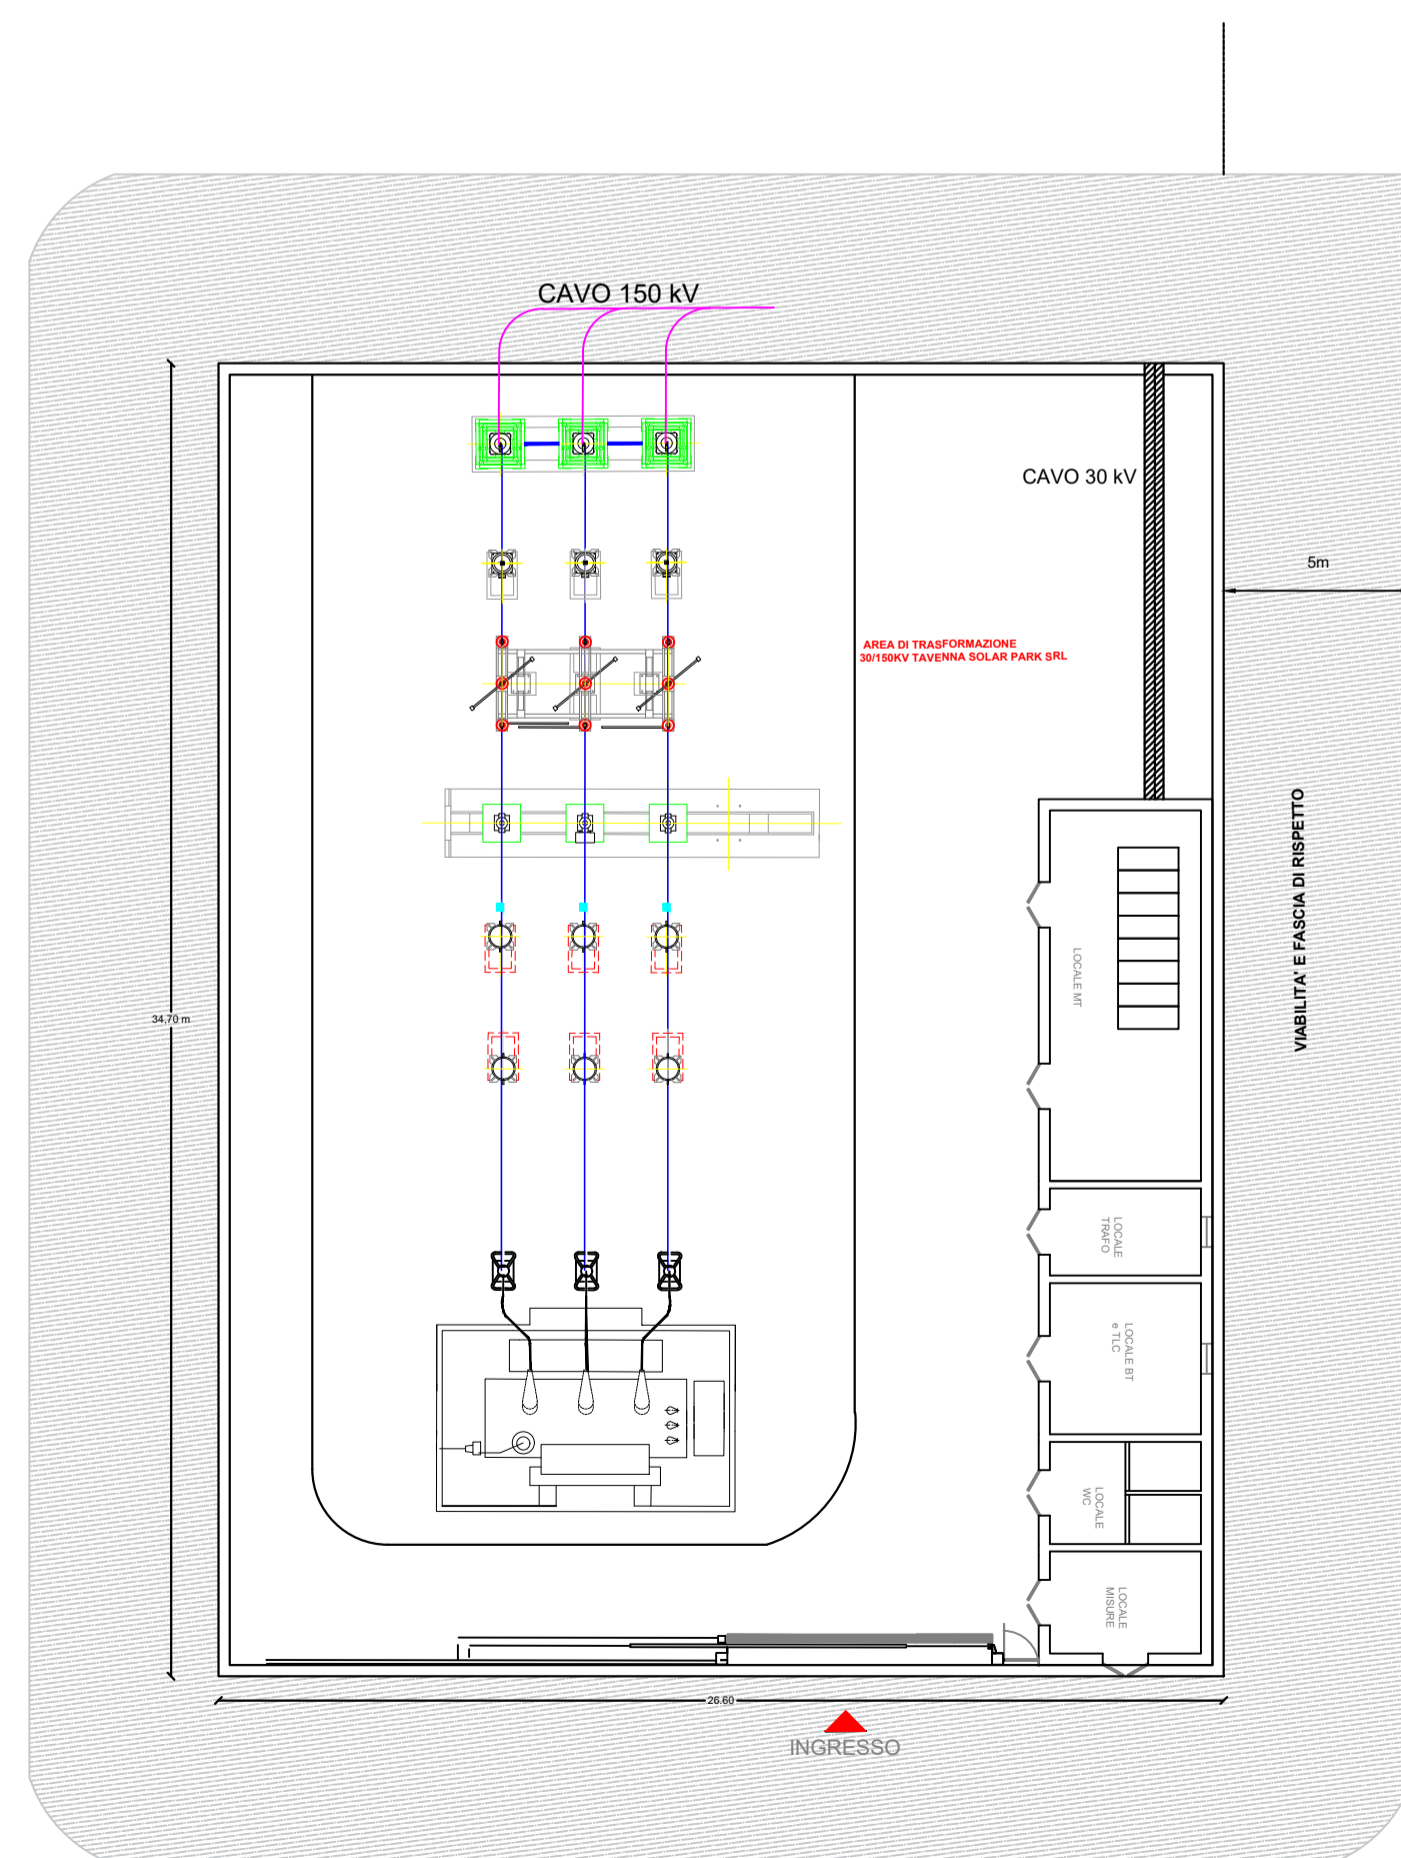 CAVO 150 kV
CAVO 30 kV
5m
AREA DI TRASFORMAZIONE
30/150KV TAVENNA SOLAR PARK SRL
VIABILITA' E FASCIA DI RISPETTO
LOCALE MT
34,70 m
LOCALE
TRAFO
LOCALE BT
e TLC
LOCALE
WC
LOCALE
MISURE
26.60
INGRESSO